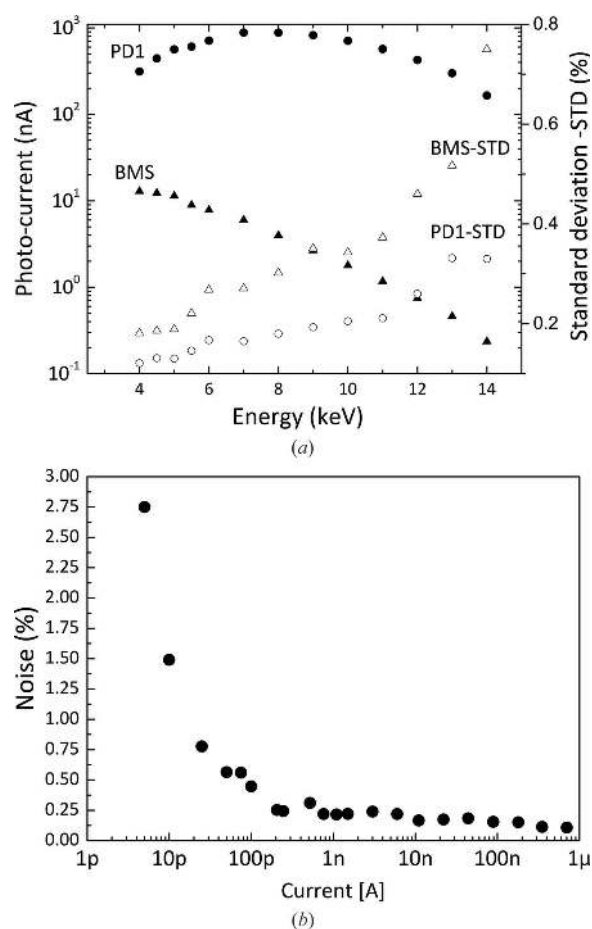 10³
10²
10¹
10⁰
10⁻¹
Photo-current (nA)
PD1
BMS
BMS-STD
PD1-STD
0.8
0.6
0.4
0.2
Standard deviation -STD (%)
4 6 8 10 12 14
Energy (keV)
(a)
3.00
2.75
2.50
2.25
2.00
1.75
1.50
1.25
1.00
0.75
0.50
0.25
0.00
Noise (%)
1p 10p 100p 1n 10n 100n 1µ
Current [A]
(b)